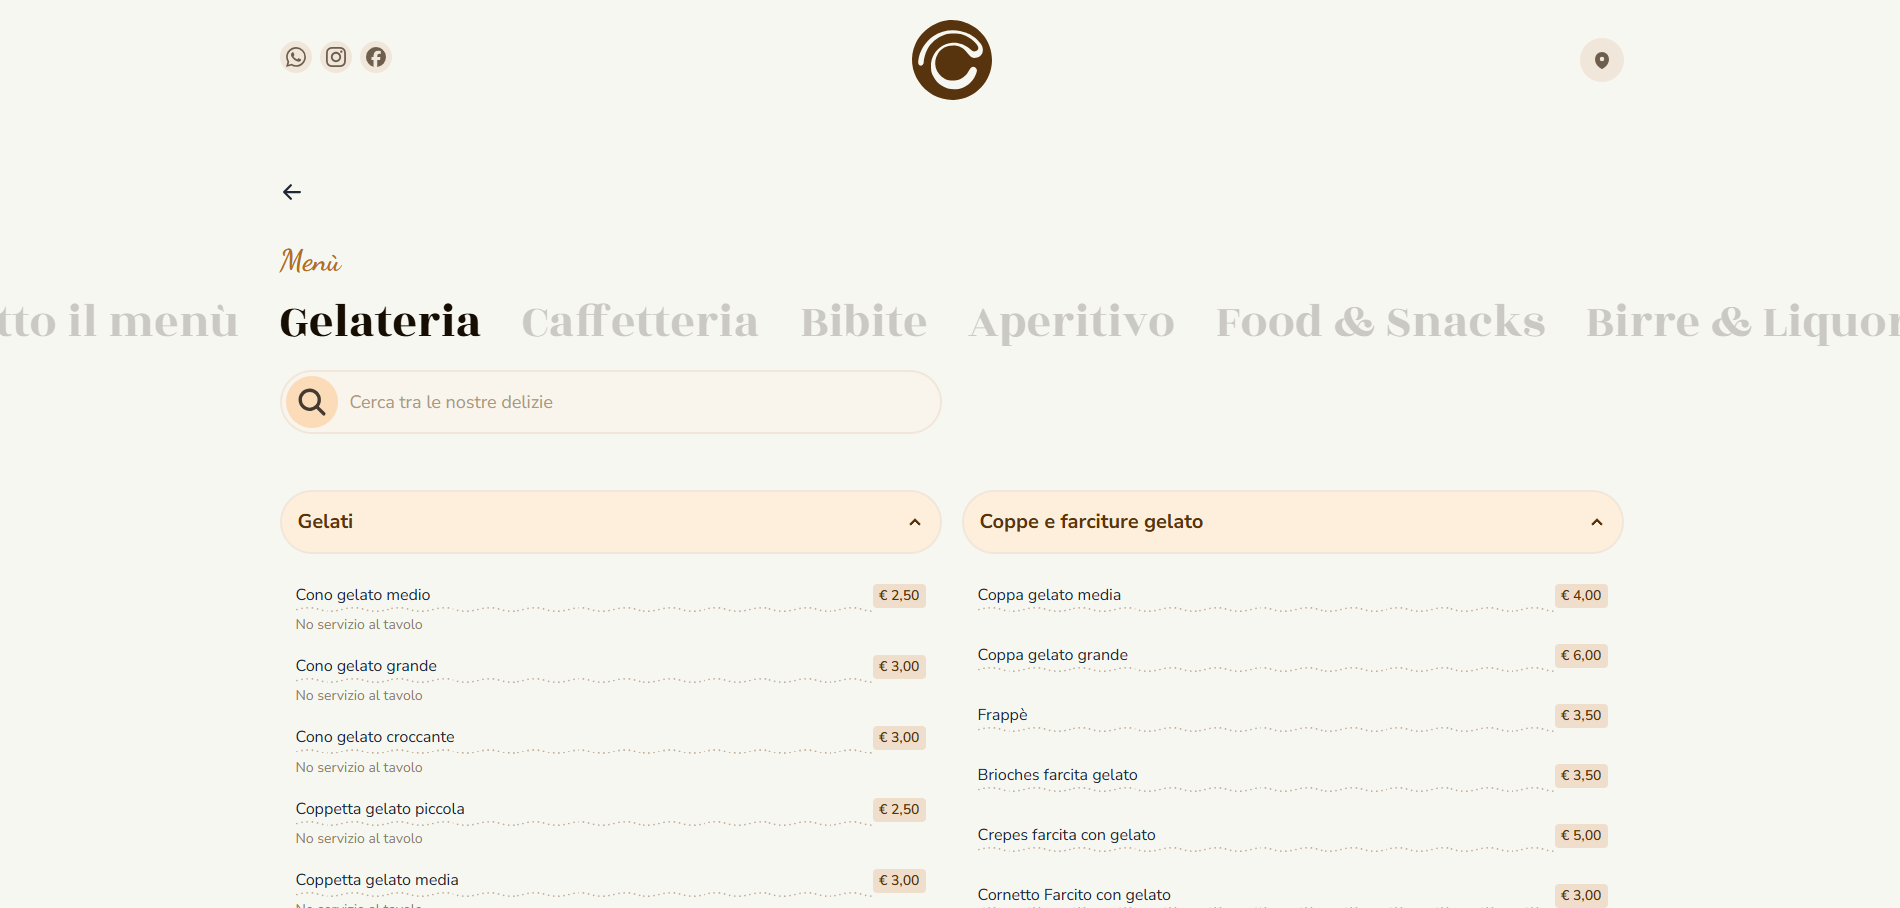 Menù
tto il menù Gelateria Caffetteria Bibite Aperitivo Food & Snacks Birre & Liquor
Cerca tra le nostre delizie
Gelati
Cono gelato medio € 2,50
No servizio al tavolo
Cono gelato grande € 3,00
No servizio al tavolo
Cono gelato croccante € 3,00
No servizio al tavolo
Coppetta gelato piccola € 2,50
No servizio al tavolo
Coppetta gelato media € 3,00
Coppe e farciture gelato
Coppa gelato media € 4,00
Coppa gelato grande € 6,00
Frappè € 3,50
Brioches farcita gelato € 3,50
Crepes farcita con gelato € 5,00
Cornetto Farcito con gelato € 3,00